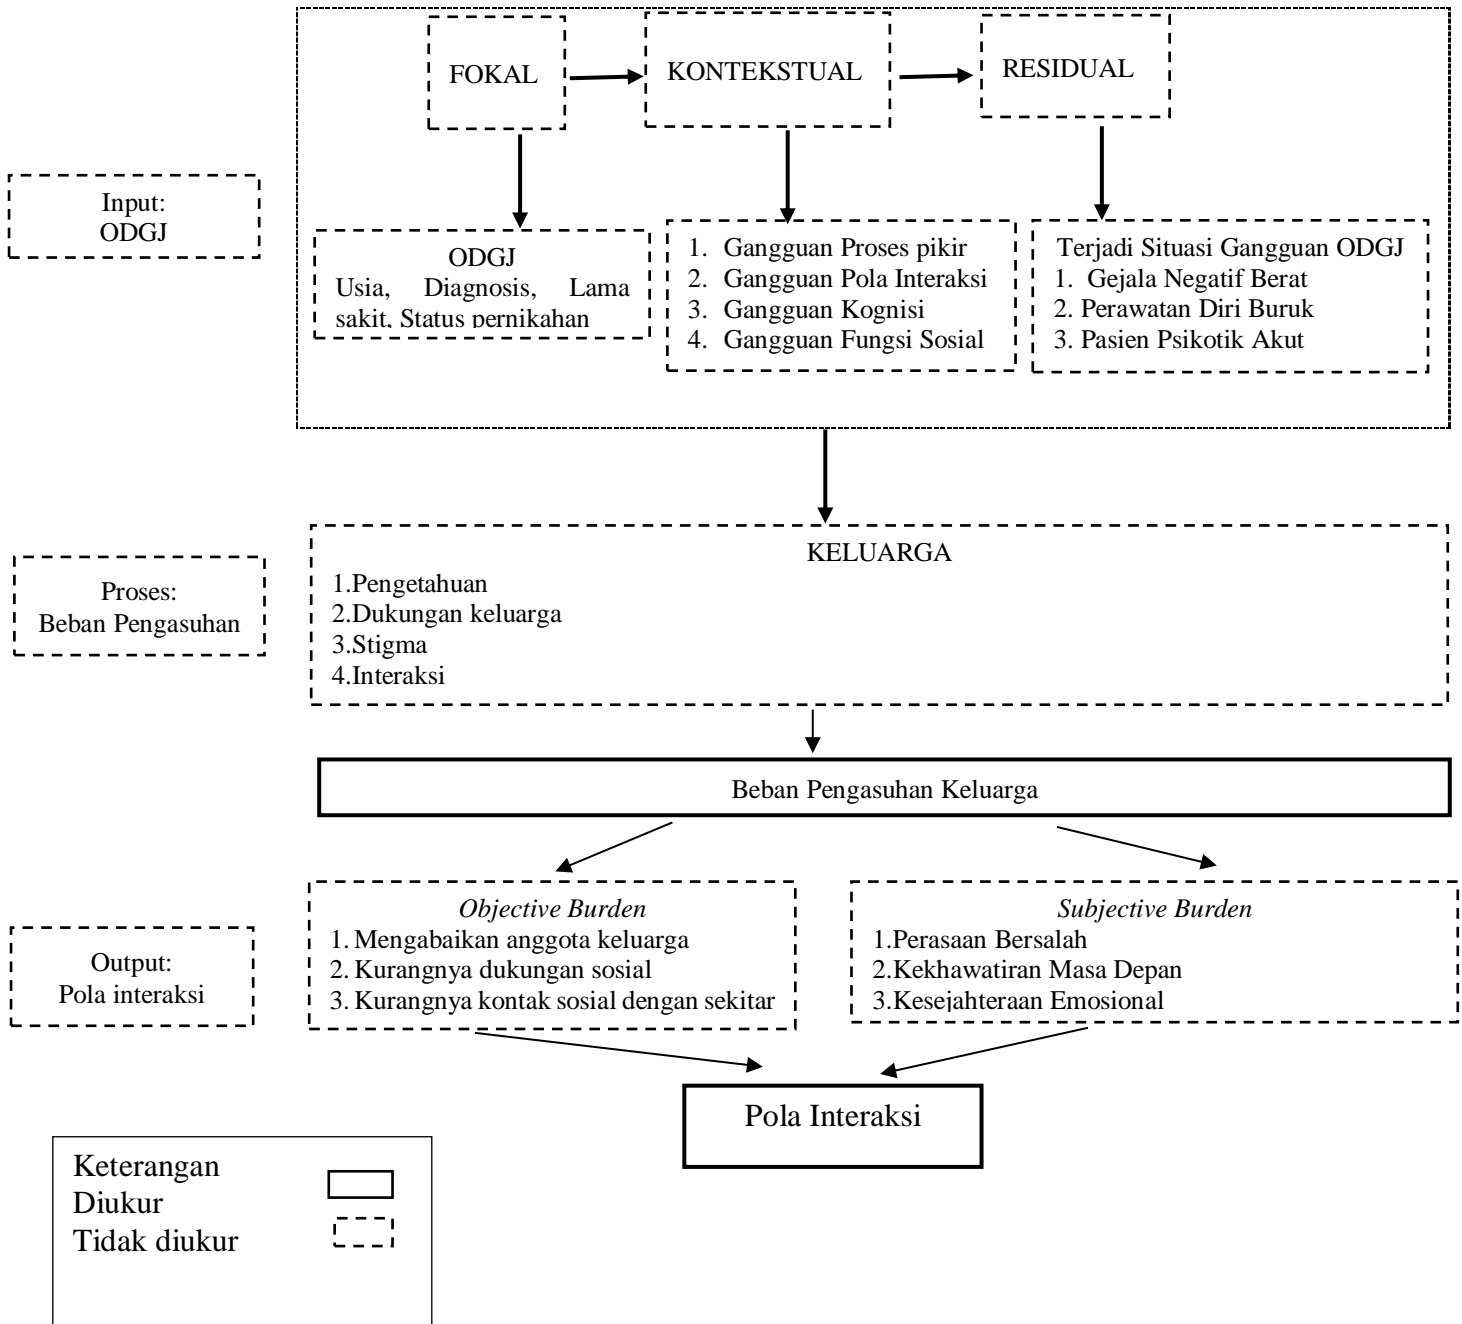 FOKAL
KONTEKSTUAL
RESIDUAL
Input:
ODGJ
ODGJ
Usia, Diagnosis, Lama
sakit, Status pernikahan
1. Gangguan Proses pikir
2. Gangguan Pola Interaksi
3. Gangguan Kognisi
4. Gangguan Fungsi Sosial
Terjadi Situasi Gangguan ODGJ
1. Gejala Negatif Berat
2. Perawatan Diri Buruk
3. Pasien Psikotik Akut
Proses:
Beban Pengasuhan
KELUARGA
1.Pengetahuan
2.Dukungan keluarga
3.Stigma
4.Interaksi
Beban Pengasuhan Keluarga
Output:
Pola interaksi
Objective Burden
1. Mengabaikan anggota keluarga
2. Kurangnya dukungan sosial
3. Kurangnya kontak sosial dengan sekitar
Subjective Burden
1.Perasaan Bersalah
2.Kekhawatiran Masa Depan
3.Kesejahteraan Emosional
Pola Interaksi
Keterangan
Diukur
Tidak diukur